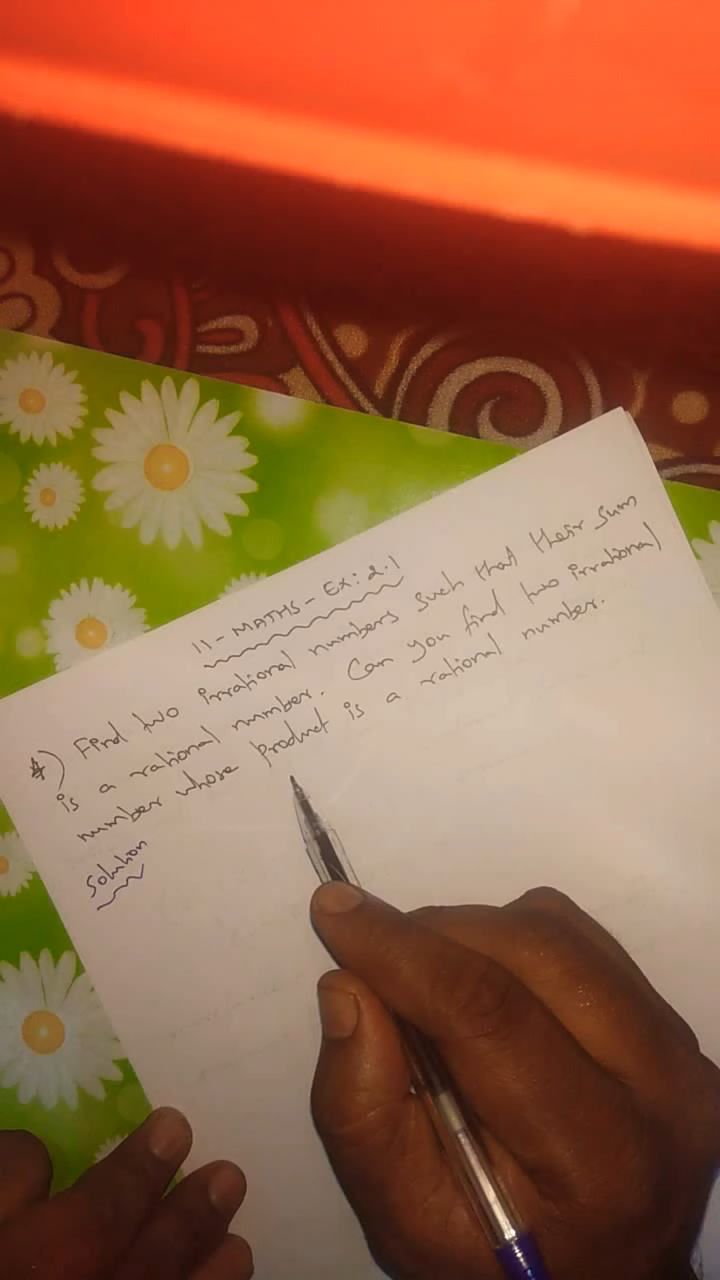 11-MATHS-Ex: 2.1
4) Find two irrational numbers such that their sum
is a rational number. Can you find two irrational
number whose product is a rational number.
Solution